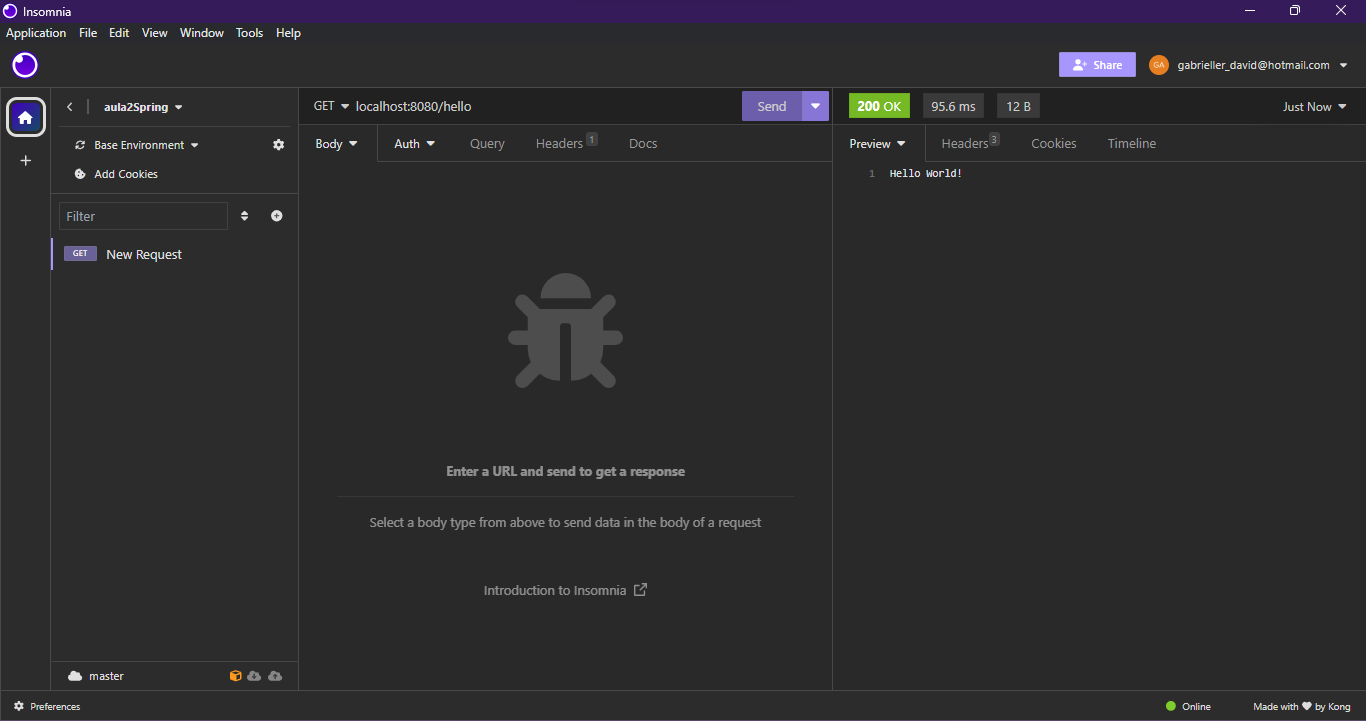 Insomnia
Application File Edit View Window Tools Help
Share GA gabrieller_david@hotmail.com
aula2Spring
GET localhost:8080/hello Send 200 OK 95.6 ms 12 B Just Now
Base Environment
Body Auth Query Headers 1 Docs
Preview Headers 3 Cookies Timeline
Add Cookies
1 Hello World!
Filter
GET New Request
Enter a URL and send to get a response
Select a body type from above to send data in the body of a request
Introduction to Insomnia
master
Preferences
Online
Made with by Kong